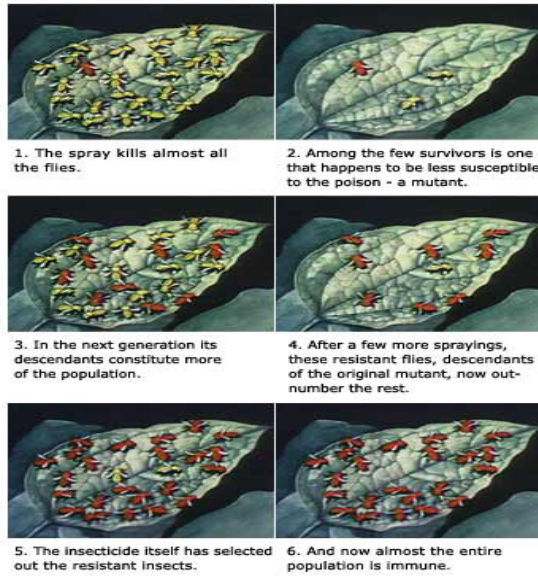 1. The spray kills almost all
the flies.
2. Among the few survivors is one
that happens to be less susceptible
to the poison - a mutant.
3. In the next generation its
descendants constitute more
of the population.
4. After a few more sprayings,
these resistant flies, descendants
of the original mutant, now out-
number the rest.
5. The insecticide itself has selected
out the resistant insects.
6. And now almost the entire
population is immune.